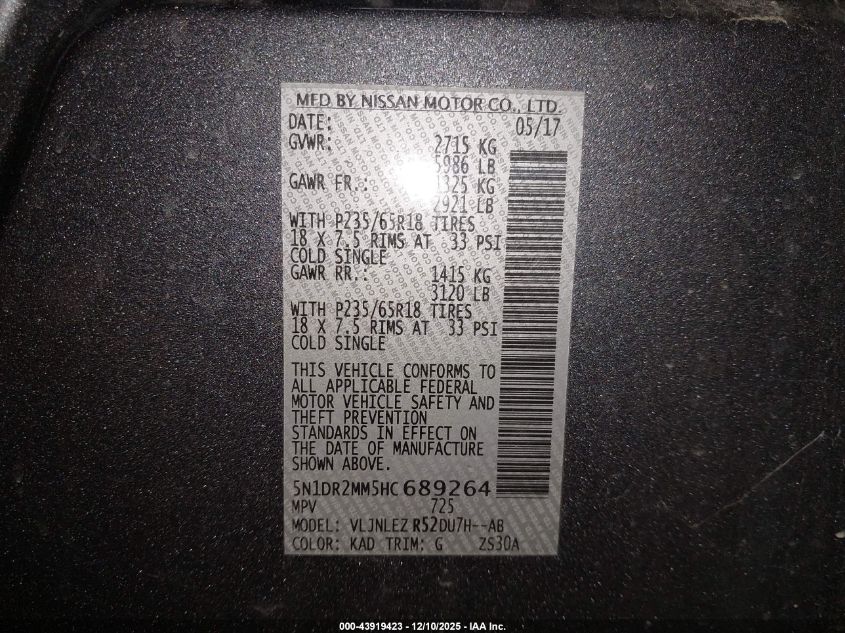 MFD BY NISSAN MOTOR CO., LTD.
DATE: 05/17
GVWR: 2715 KG
5986 LB
GAWR FR.: 1325 KG
2921 LB
WITH P235/65R18 TIRES
18 X 7.5 RIMS AT 33 PSI
COLD SINGLE
GAWR RR.: 1415 KG
3120 LB
WITH P235/65R18 TIRES
18 X 7.5 RIMS AT 33 PSI
COLD SINGLE
THIS VEHICLE CONFORMS TO
ALL APPLICABLE FEDERAL
MOTOR VEHICLE SAFETY AND
THEFT PREVENTION
STANDARDS IN EFFECT ON
THE DATE OF MANUFACTURE
SHOWN ABOVE.
5N1DR2MM5HC689264
MPV 725
MODEL: VLJNLEZ R52DU7H--AB
COLOR: KAD TRIM: G ZS30A
000-43919423 - 12/10/2025 - IAA Inc.